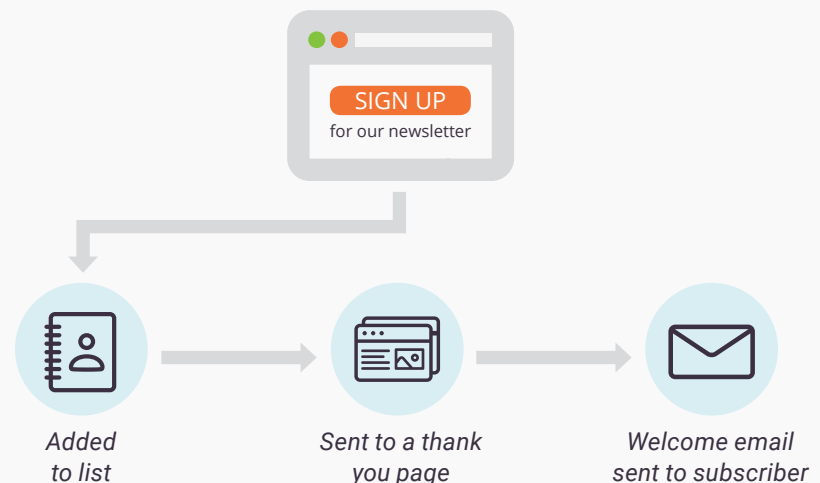 SIGN UP
for our newsletter
Added
to list
Sent to a thank
you page
Welcome email
sent to subscriber